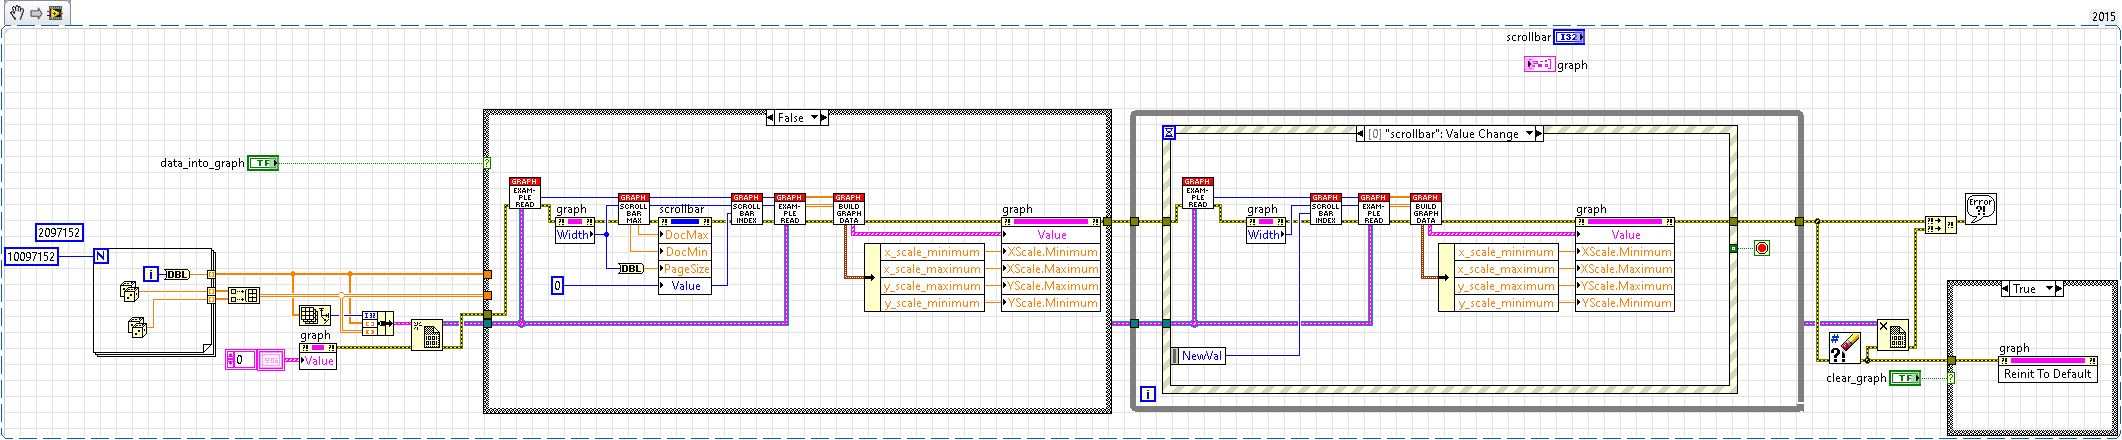 2015
scrollbar
I32
graph
False
[0] "scrollbar": Value Change
data_into_graph
TF
GRAPH
EXAM-
PLE
READ
graph
Width
GRAPH
SCROLL
BAR
MAX
scrollbar
DocMax
DocMin
PageSize
Value
DBL
0
GRAPH
SCROLL
BAR
INDEX
GRAPH
EXAM-
PLE
READ
GRAPH
BUILD
GRAPH
DATA
graph
Value
XScale.Minimum
XScale.Maximum
YScale.Maximum
YScale.Minimum
x_scale_minimum
x_scale_maximum
y_scale_maximum
y_scale_minimum
GRAPH
EXAM-
PLE
READ
graph
Width
GRAPH
SCROLL
BAR
INDEX
GRAPH
EXAM-
PLE
READ
GRAPH
BUILD
GRAPH
DATA
graph
Value
XScale.Minimum
XScale.Maximum
YScale.Maximum
YScale.Minimum
x_scale_minimum
x_scale_maximum
y_scale_maximum
y_scale_minimum
NewVal
i
Error
?!
2097152
10097152
N
i
DBL
I32
graph
Value
0
True
graph
Reinit To Default
#
?!
clear_graph
TF